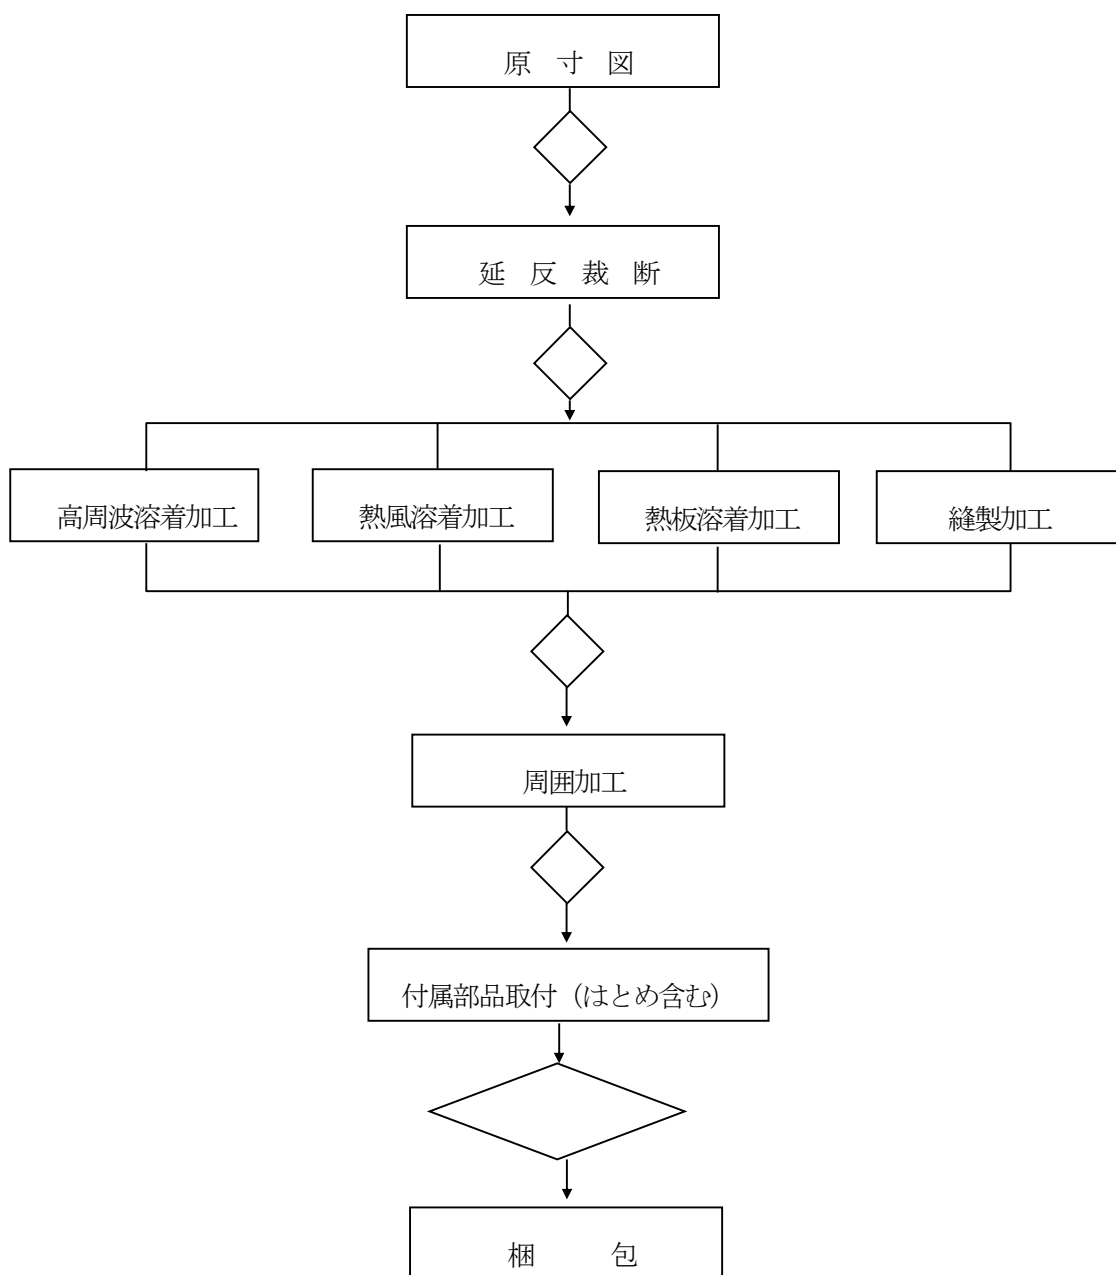 原 寸 図
延 反 裁 断
高周波溶着加工
熱風溶着加工
熱板溶着加工
縫製加工
周囲加工
付属部品取付（はとめ含む）
梱 包